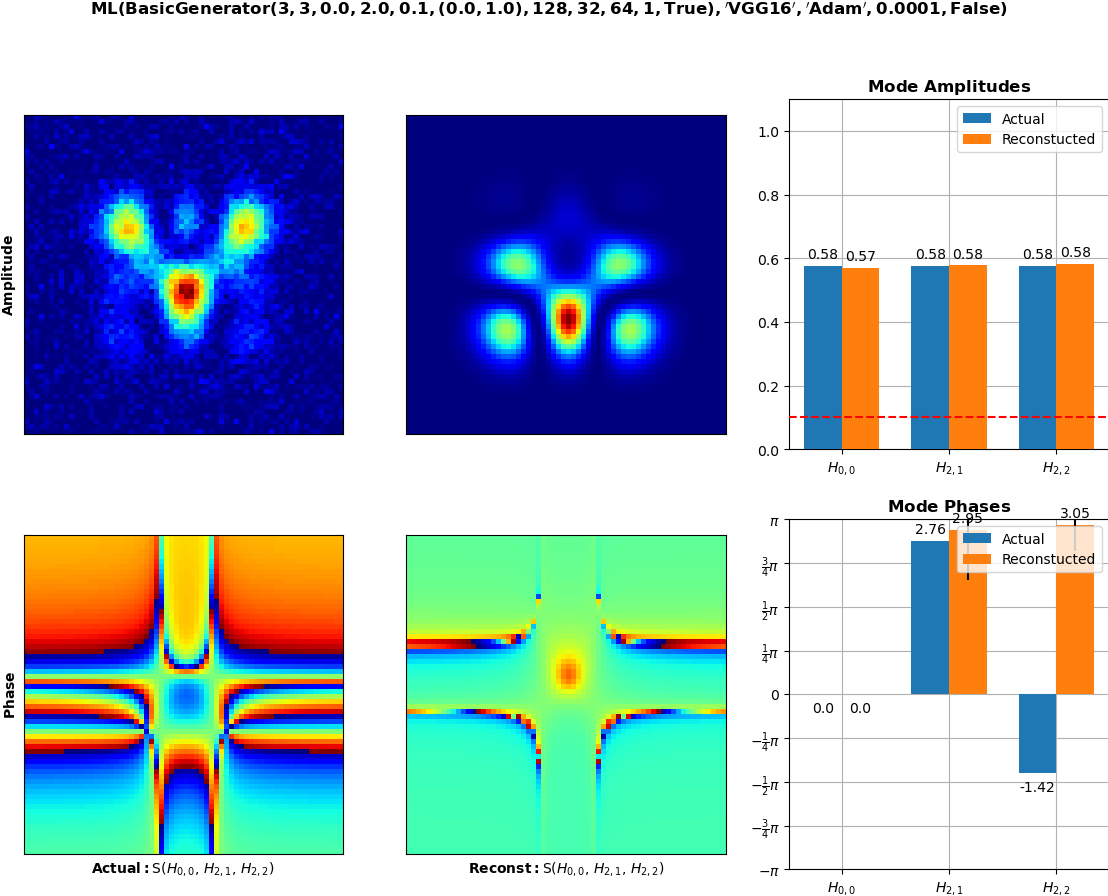 ML(BasicGenerator(3, 3, 0.0, 2.0, 0.1, (0.0, 1.0), 128, 32, 64, 1, True), ′VGG16′, ′Adam′, 0.0001, False)
Amplitude
Mode Amplitudes
Actual
Reconstucted
1.0
0.8
0.6
0.4
0.2
0.0
0.58 0.57 0.58 0.58 0.58 0.58
H0, 0 H2, 1 H2, 2
Phase
Actual: S(H0, 0, H2, 1, H2, 2)
Reconst: S(H0, 0, H2, 1, H2, 2)
Mode Phases
Actual
Reconstucted
π
3/4π
1/2π
1/4π
0
−1/4π
−1/2π
−3/4π
−π
0.0 0.0 2.76 2.95 -1.42 3.05
H0, 0 H2, 1 H2, 2